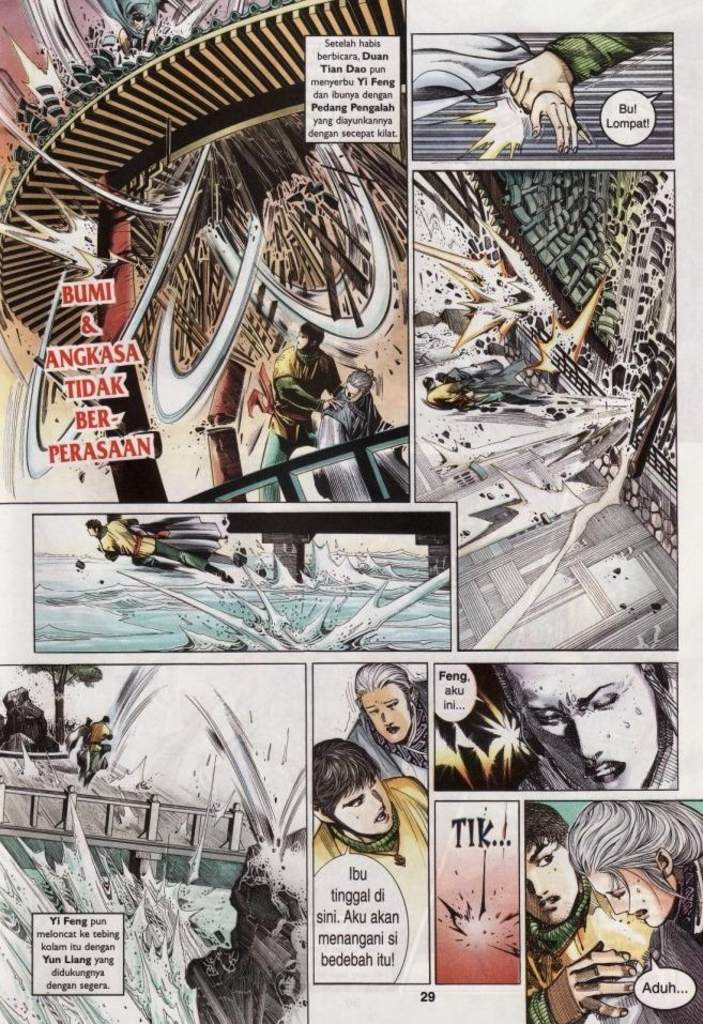 Setelah habis
berbicara, Duan
Tian Dao pun
menyerbu Yi Feng
dan ibunya dengan
Pedang Pengalah
yang diayunkannya
dengan secepat kilat.
Bu!
Lompat!
BUMI
&
ANGKASA
TIDAK
BER-
PERASAAN
Yi Feng pun
meloncat ke tebing
kolam itu dengan
Yun Liang yang
didukungnya
dengan segera.
Ibu
tinggal di
sini. Aku akan
menangani si
bedebah itu!
Feng,
aku
ini...
TIK...
Aduh...
29